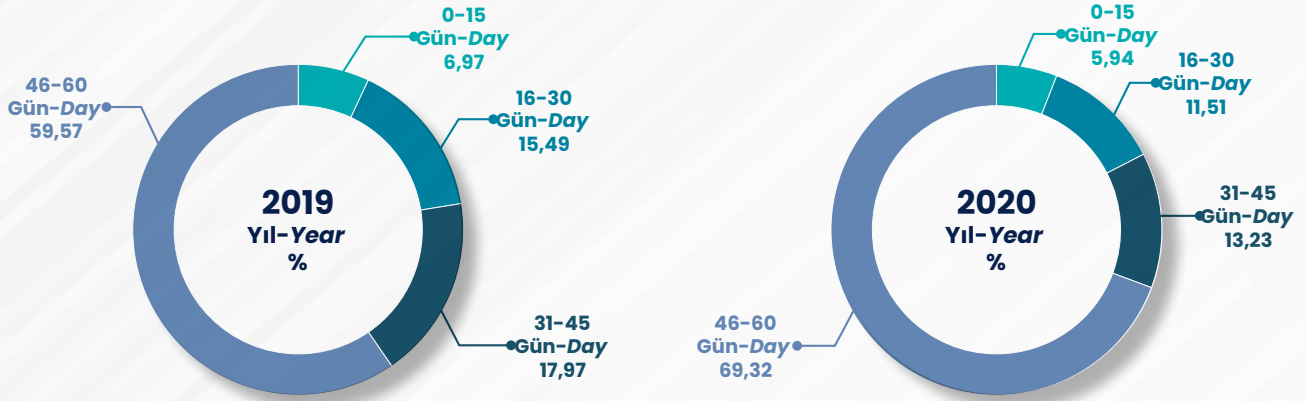 0-15
Gün-Day
6,97
46-60
Gün-Day
59,57
16-30
Gün-Day
15,49
2019
Yıl-Year
%
31-45
Gün-Day
17,97
0-15
Gün-Day
5,94
16-30
Gün-Day
11,51
31-45
Gün-Day
13,23
2020
Yıl-Year
%
46-60
Gün-Day
69,32